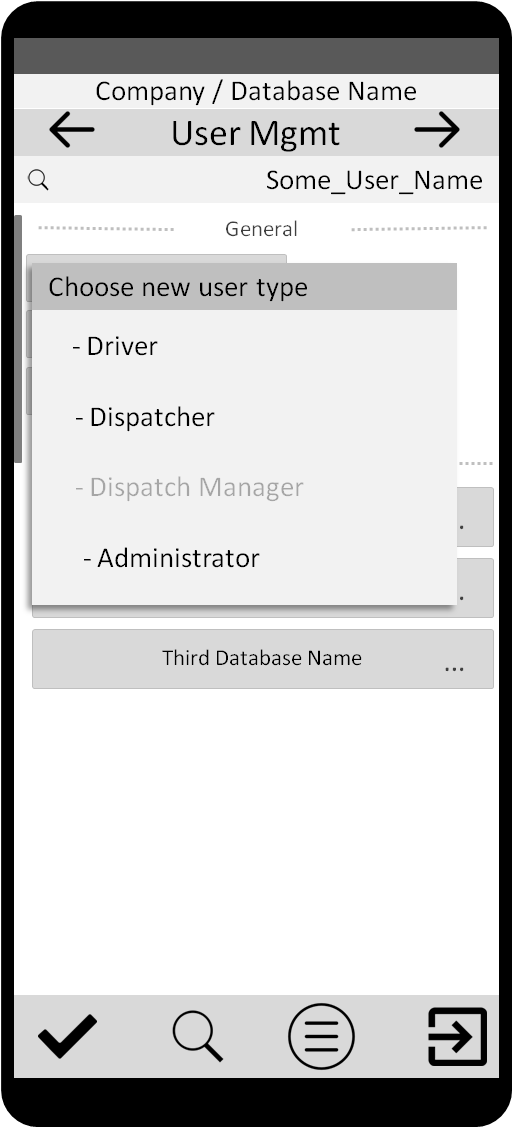 Company / Database Name
User Mgmt
Some_User_Name
General
Choose new user type
- Driver
- Dispatcher
- Dispatch Manager
- Administrator
.
.
Third Database Name ...